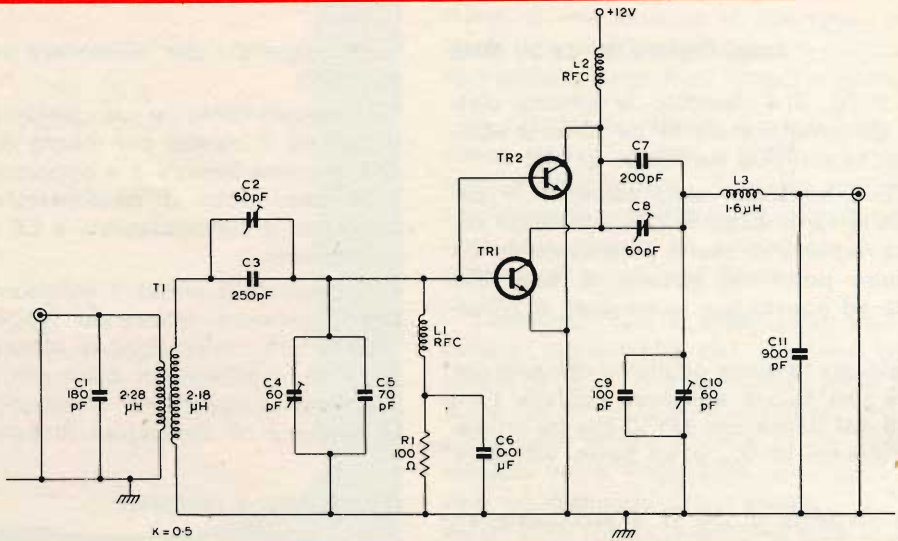 +12V
L2
RFC
C2
60pF
TR2
C7
200pF
L3
1·6µH
C8
60pF
TR1
T1
C3
250pF
L1
RFC
C1
180
pF
2·28
µH
2·18
µH
C4
60
pF
C5
70
pF
C9
100
pF
C10
60
pF
C11
900
pF
R1
100
Ω
C6
0·01
µF
K = 0·5